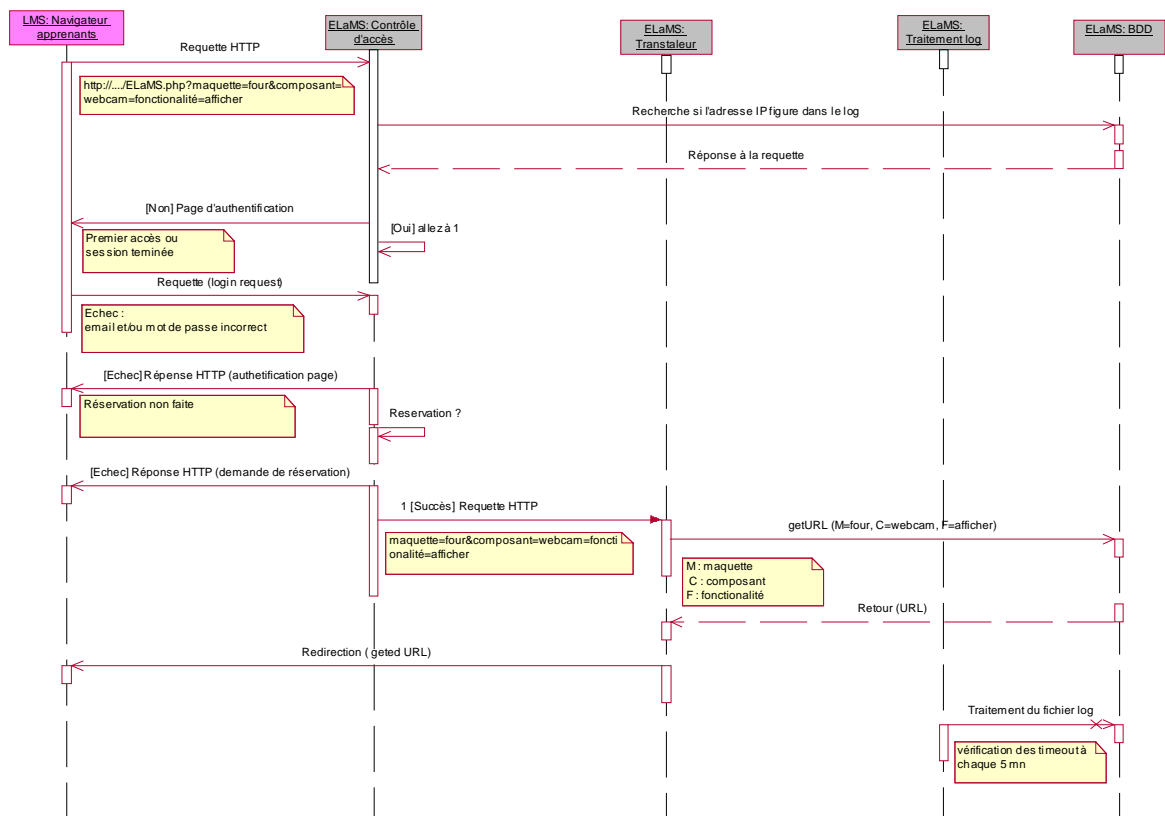 LMS: Navigateur
apprenants
ELaMS: Contrôle
d'accès
ELaMS:
Transtaleur
ELaMS:
Traitement log
ELaMS: BDD
Requette HTTP
http://..../ELaMS.php?maquette=four&composant=
webcam=fonctionalité=afficher
Recherche si l'adresse IP figure dans le log
Réponse à la requette
[Non] Page d'authentification
[Oui] allez à 1
Premier accès ou
session teminée
Requette (login request)
Echec :
email et/ou mot de passe incorrect
[Echec] Répense HTTP (authetification page)
Réservation non faite
Reservation ?
[Echec] Réponse HTTP (demande de réservation)
1 [Succès] Requette HTTP
maquette=four&composant=webcam=foncti
onalité=afficher
getURL (M=four, C=webcam, F=afficher)
M : maquette
C : composant
F : fonctionalité
Retour (URL)
Redirection ( geted URL)
Traitement du fichier log
vérification des timeout à
chaque 5 mn